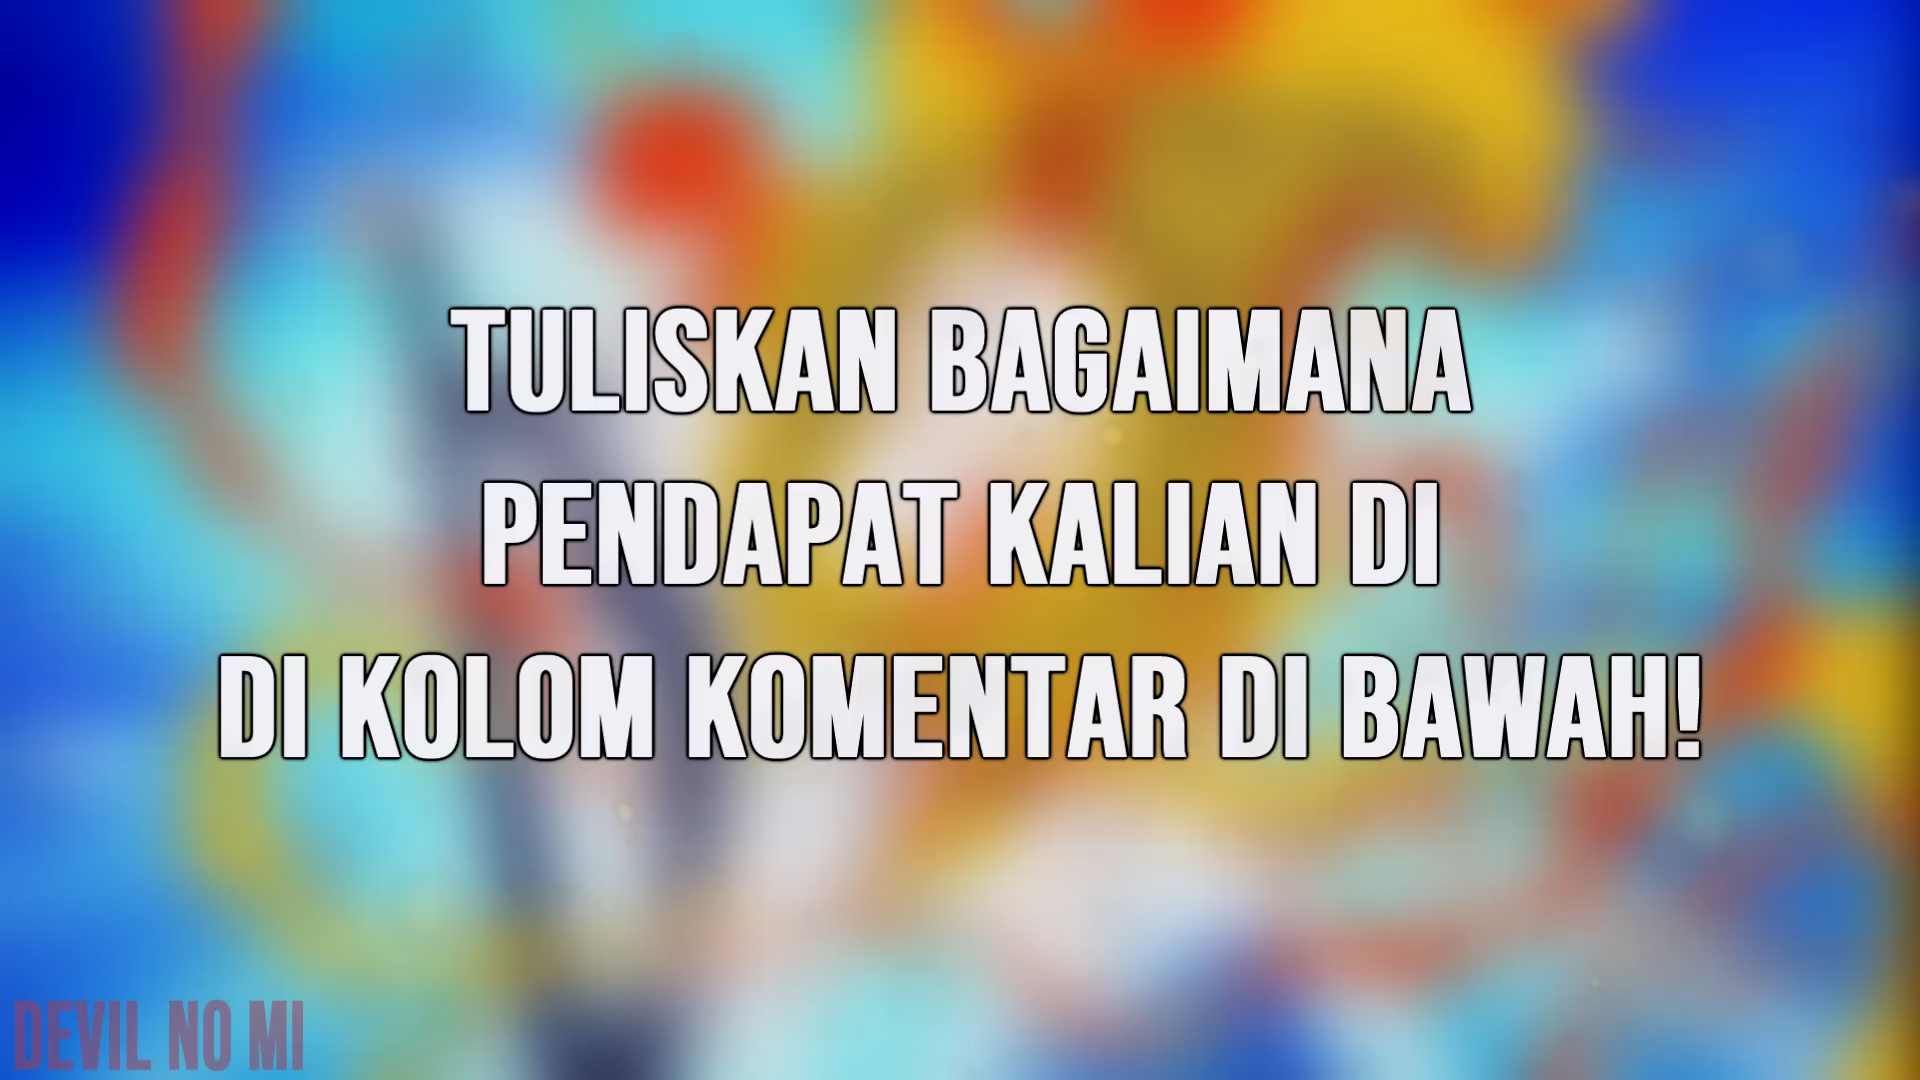 TULISKAN BAGAIMANA
PENDAPAT KALIAN DI
DI KOLOM KOMENTAR DI BAWAH!
DEVIL NO MI